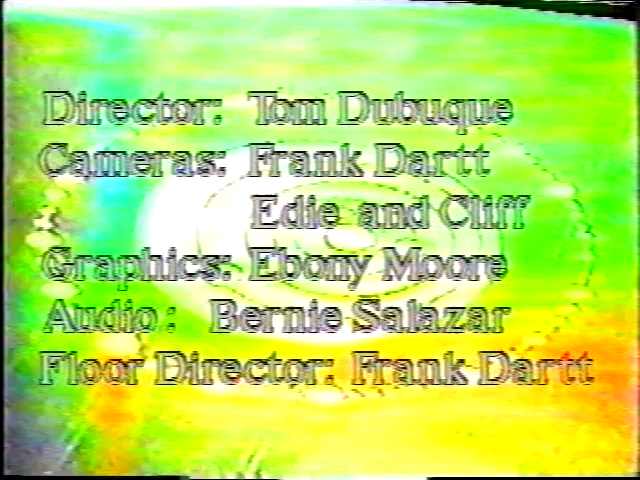 Director: Tom Dubuque
Cameras: Frank Dartt
Edie and Cliff
Graphics: Ebony Moore
Audio: Bernie Salazar
Floor Director: Frank Dartt